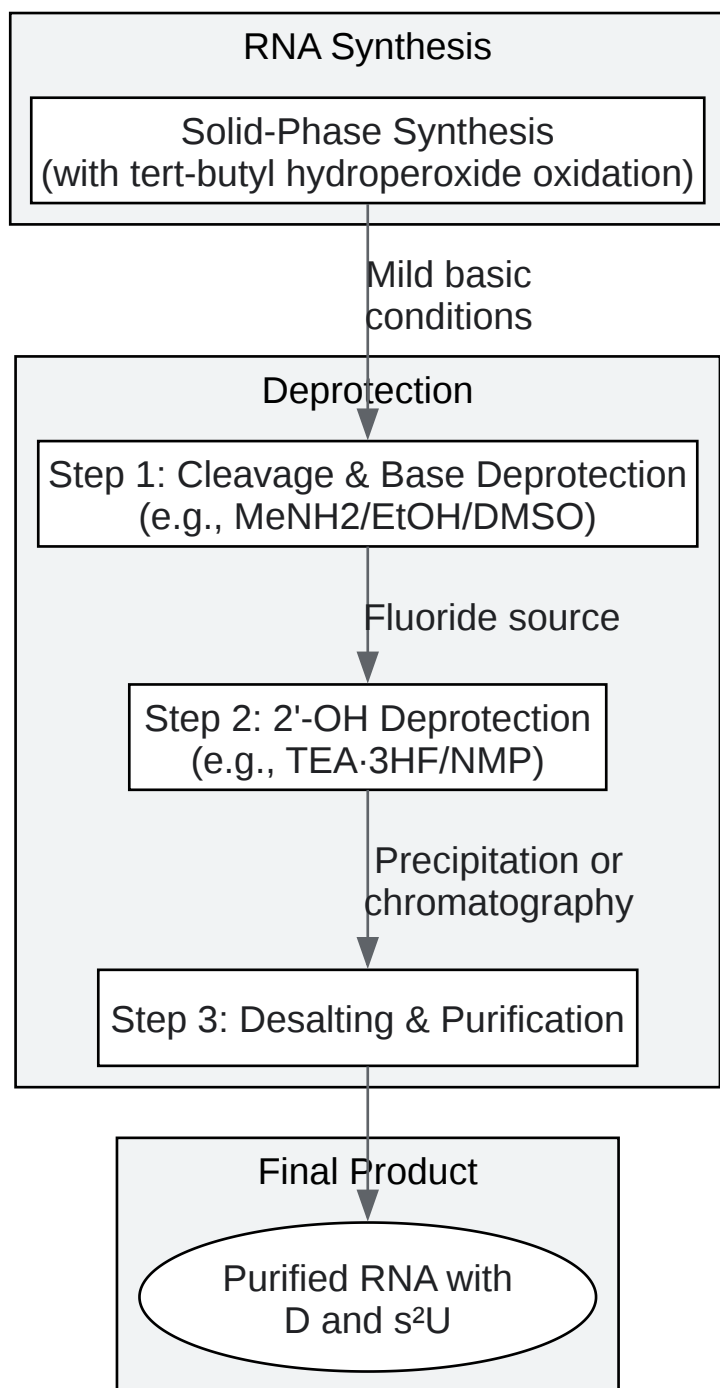 RNA Synthesis
Solid-Phase Synthesis
(with tert-butyl hydroperoxide oxidation)
Mild basic
conditions
Deprotection
Step 1: Cleavage & Base Deprotection
(e.g., MeNH2/EtOH/DMSO)
Fluoride source
Step 2: 2'-OH Deprotection
(e.g., TEA·3HF/NMP)
Precipitation or
chromatography
Step 3: Desalting & Purification
Final Product
Purified RNA with
D and s²U